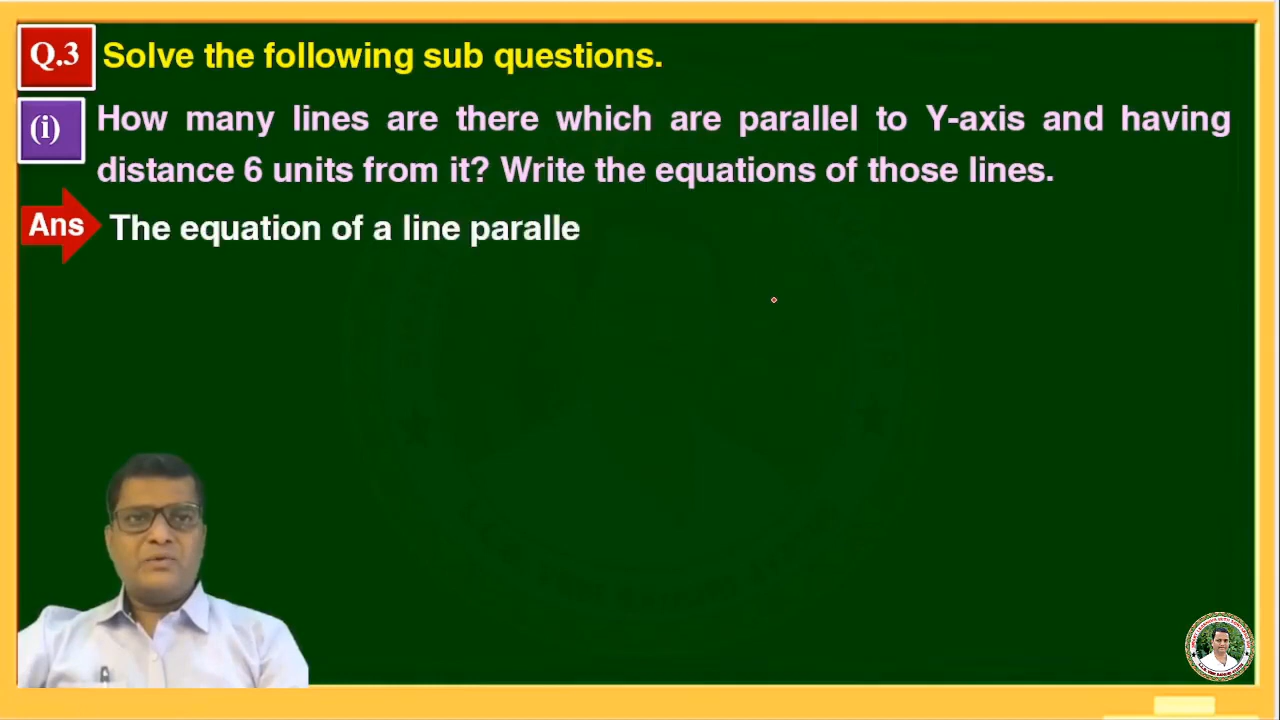 Q.3 Solve the following sub questions.
(i) How many lines are there which are parallel to Y-axis and having
distance 6 units from it? Write the equations of those lines.
Ans The equation of a line paralle